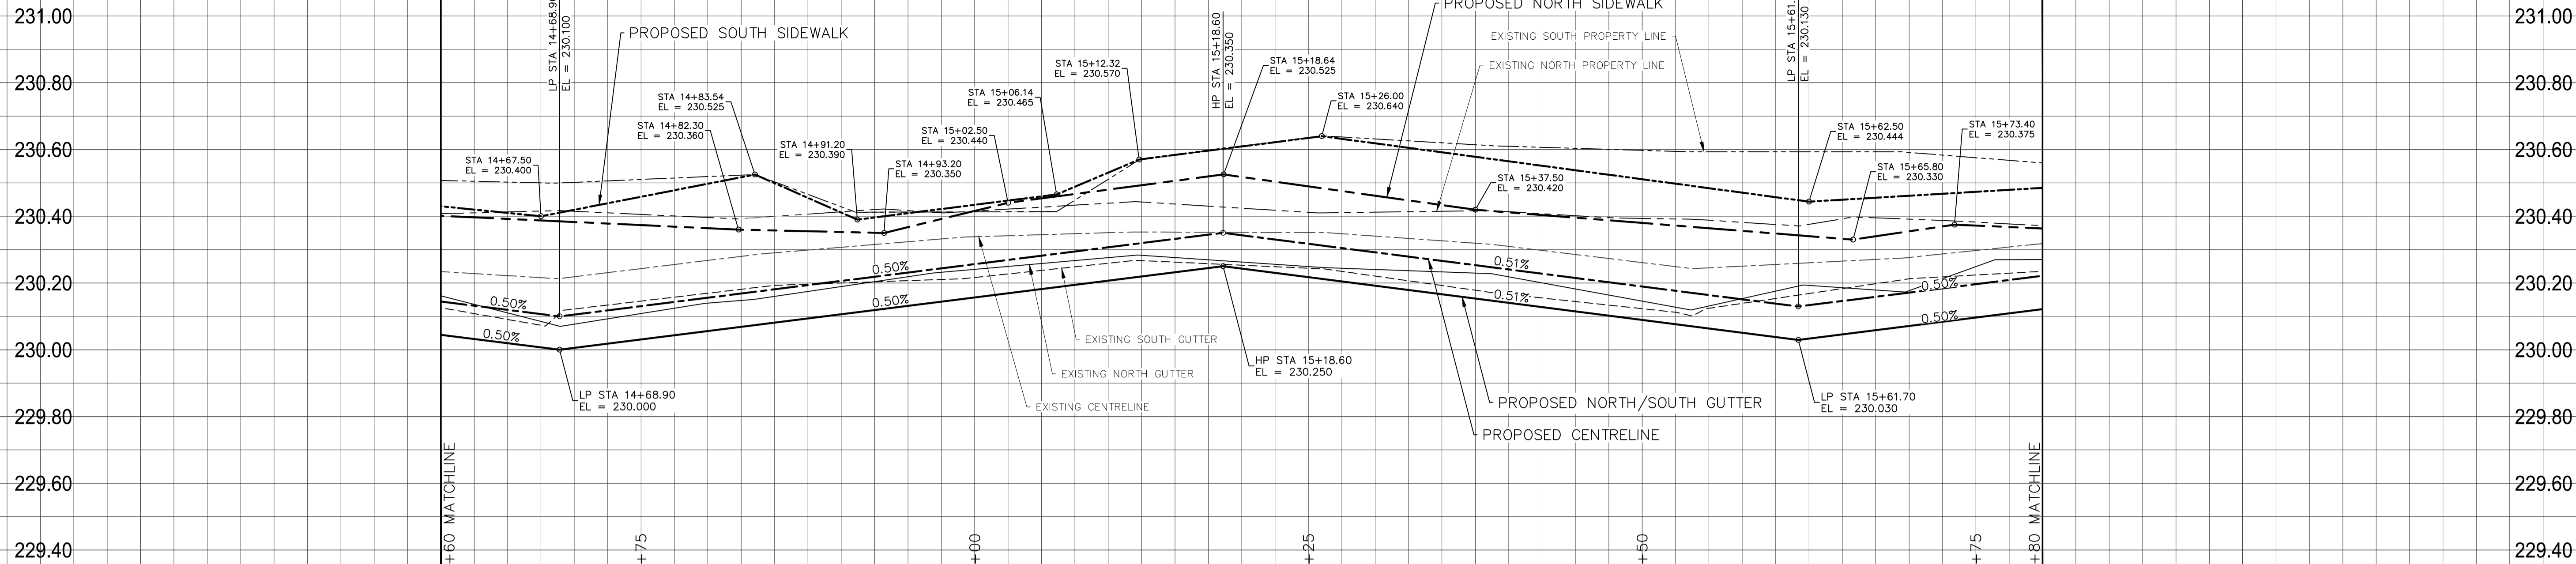 231.00
230.80
230.60
230.40
230.20
230.00
229.80
229.60
229.40
EL = 230.100
PROPOSED SOUTH SIDEWALK
STA 14+67.50
EL = 230.400
STA 14+82.30
EL = 230.360
STA 14+83.54
EL = 230.525
STA 14+91.20
EL = 230.390
STA 14+93.20
EL = 230.350
STA 15+02.50
EL = 230.440
STA 15+06.14
EL = 230.465
STA 15+12.32
EL = 230.570
HP STA 15+18.60
EL = 230.350
STA 15+18.64
EL = 230.525
STA 15+26.00
EL = 230.640
PROPOSED NORTH SIDEWALK
EXISTING SOUTH PROPERTY LINE
EXISTING NORTH PROPERTY LINE
STA 15+37.50
EL = 230.420
LP STA 15+61.
EL = 230.130
STA 15+62.50
EL = 230.444
STA 15+65.80
EL = 230.330
STA 15+73.40
EL = 230.375
0.50%
0.50%
0.50%
0.50%
0.51%
0.51%
0.50%
0.50%
LP STA 14+68.90
EL = 230.000
EXISTING SOUTH GUTTER
EXISTING NORTH GUTTER
EXISTING CENTRELINE
HP STA 15+18.60
EL = 230.250
PROPOSED NORTH/SOUTH GUTTER
PROPOSED CENTRELINE
LP STA 15+61.70
EL = 230.030
+60 MATCHLINE
+75
+00
+25
+50
+75
+80 MATCHLINE
231.00
230.80
230.60
230.40
230.20
230.00
229.80
229.60
229.40